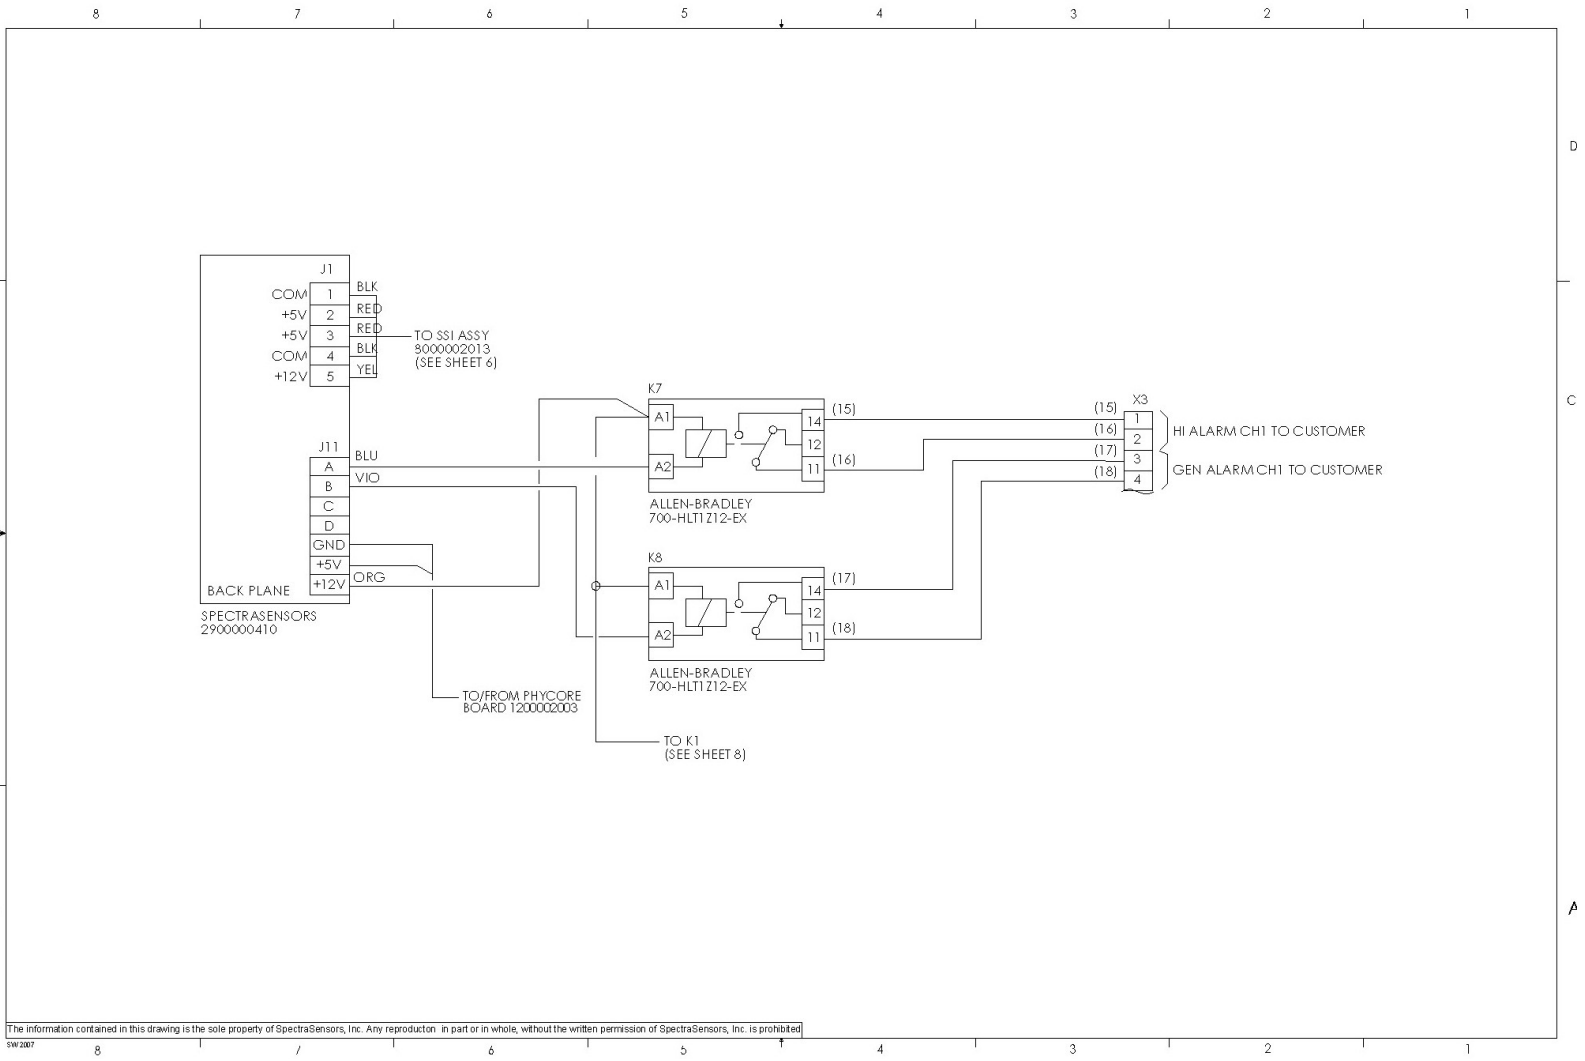 8 7 6 5 4 3 2 1
D
J1
COM 1 BLK
+5V 2 RED
+5V 3 RED
COM 4 BLK
+12V 5 YEL
TO SSI ASSY
8000002013
(SEE SHEET 6)
C
K7
A1
A2
14 (15)
12
11 (16)
ALLEN-BRADLEY
700-HLT1Z12-EX
X3
(15) 1
(16) 2
(17) 3
(18) 4
HI ALARM CH1 TO CUSTOMER
GEN ALARM CH1 TO CUSTOMER
J11
A BLU
B VIO
C
D
GND
+5V
+12V ORG
BACK PLANE
SPECTRASENSORS
2900000410
K8
A1
A2
14 (17)
12
11 (18)
ALLEN-BRADLEY
700-HLT1Z12-EX
TO/FROM PHYCORE
BOARD 1200002003
TO K1
(SEE SHEET 8)
A
The information contained in this drawing is the sole property of SpectraSensors, Inc. Any reproducton in part or in whole, without the written permission of SpectraSensors, Inc. is prohibited
SW2007
8 7 6 5 4 3 2 1